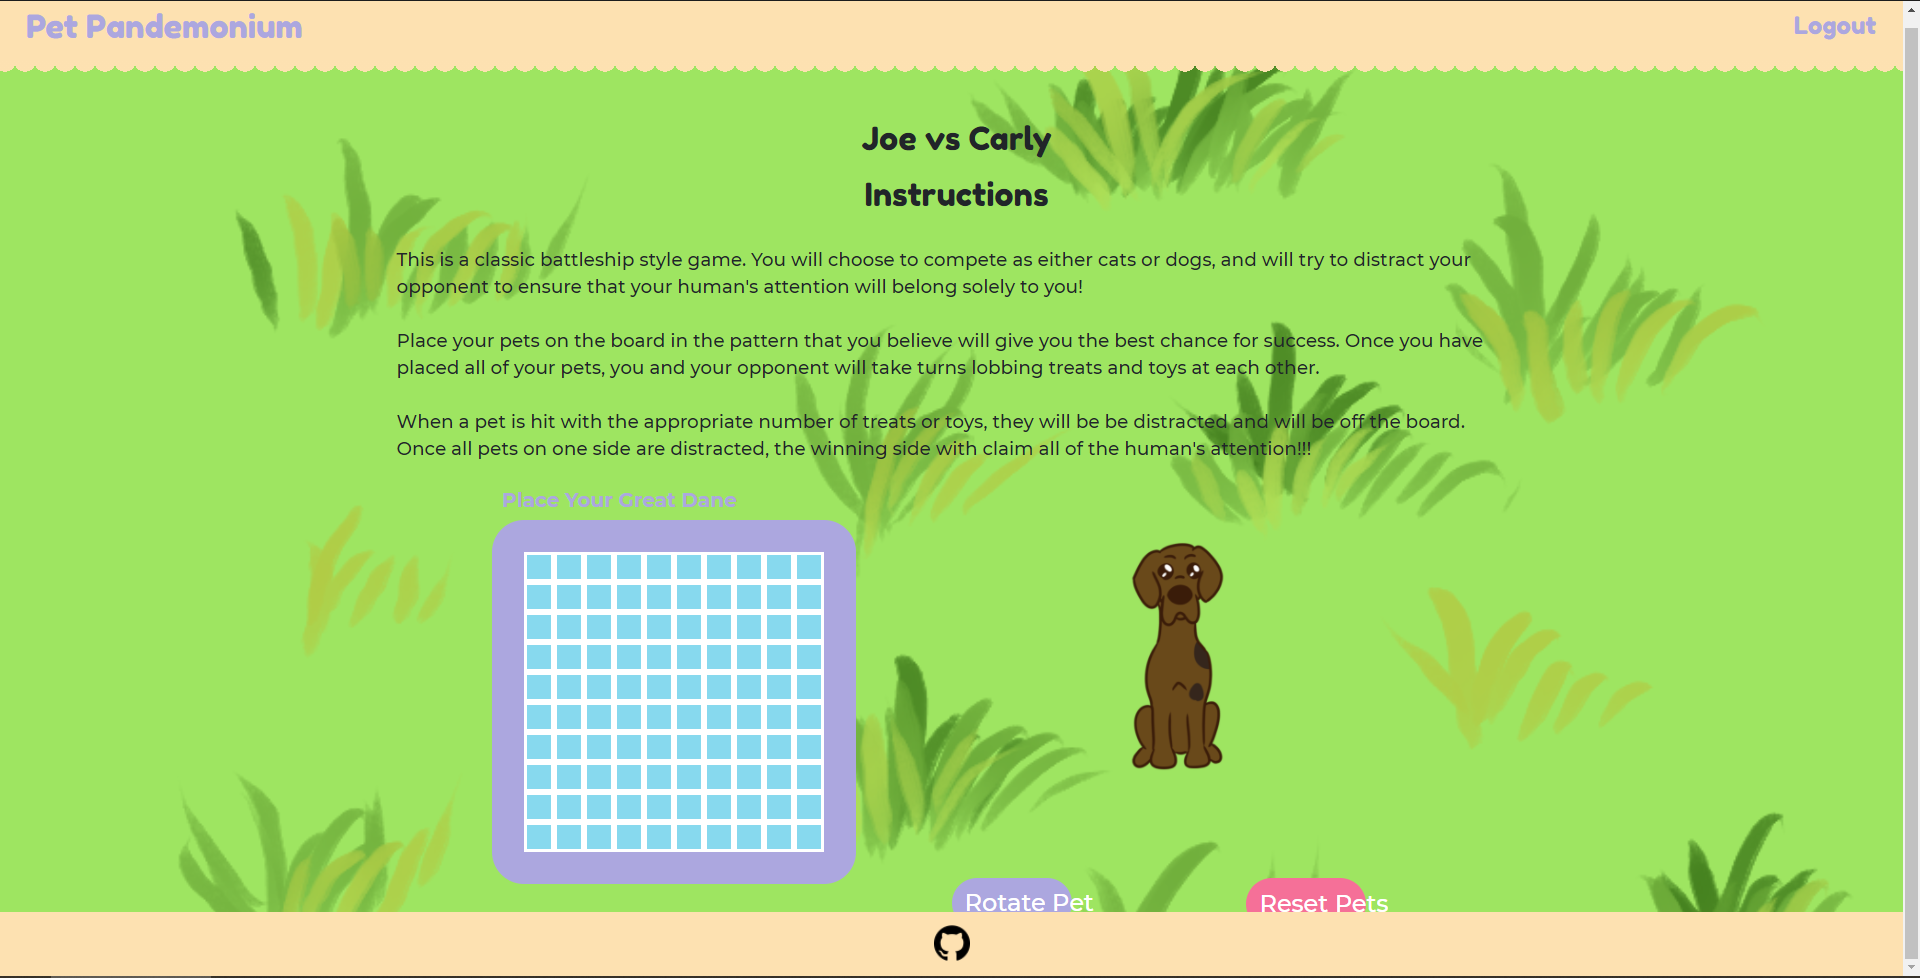 Pet Pandemonium
Logout
Joe vs Carly
Instructions
This is a classic battleship style game. You will choose to compete as either cats or dogs, and will try to distract your
opponent to ensure that your human's attention will belong solely to you!
Place your pets on the board in the pattern that you believe will give you the best chance for success. Once you have
placed all of your pets, you and your opponent will take turns lobbing treats and toys at each other.
When a pet is hit with the appropriate number of treats or toys, they will be be distracted and will be off the board.
Once all pets on one side are distracted, the winning side with claim all of the human's attention!!!
Place Your Great Dane
Rotate Pet
Reset Pets